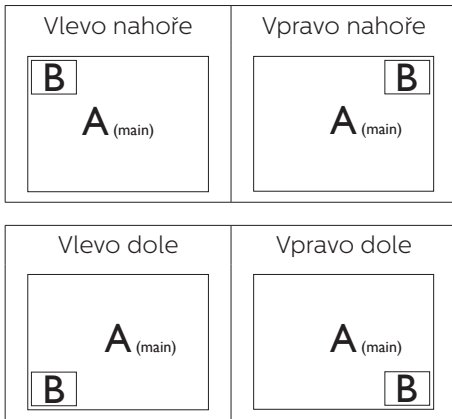 Vlevo nahoře
Vpravo nahoře
B
A (main)
B
A (main)
Vlevo dole
Vpravo dole
A (main)
B
A (main)
B